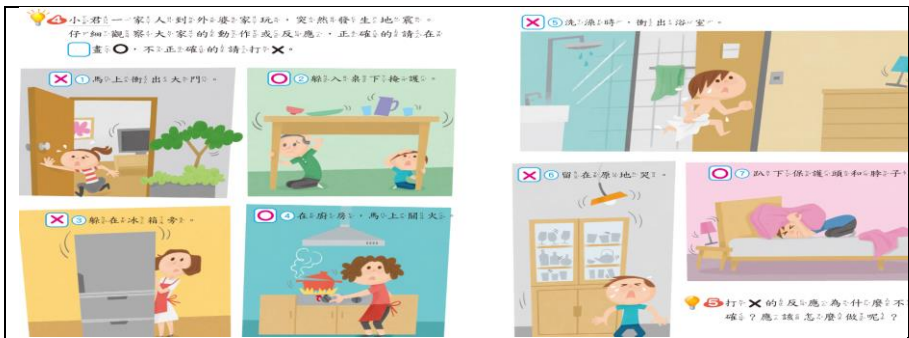 4 小君一家人到外婆家玩，突然發生地震。
仔細觀察大家的動作或反應，正確的請在
□畫○，不正確的請打✕。
✕ ① 馬上衝出大門。
○ ② 躲入桌下掩護。
✕ ③ 躲在冰箱旁。
○ ④ 在廚房，馬上關火。
✕ ⑤ 洗澡時，衝出浴室。
✕ ⑥ 留在原地哭。
○ ⑦ 趴下保護頭和脖子
5 打✕的反應為什麼不
確？應該怎麼做呢？